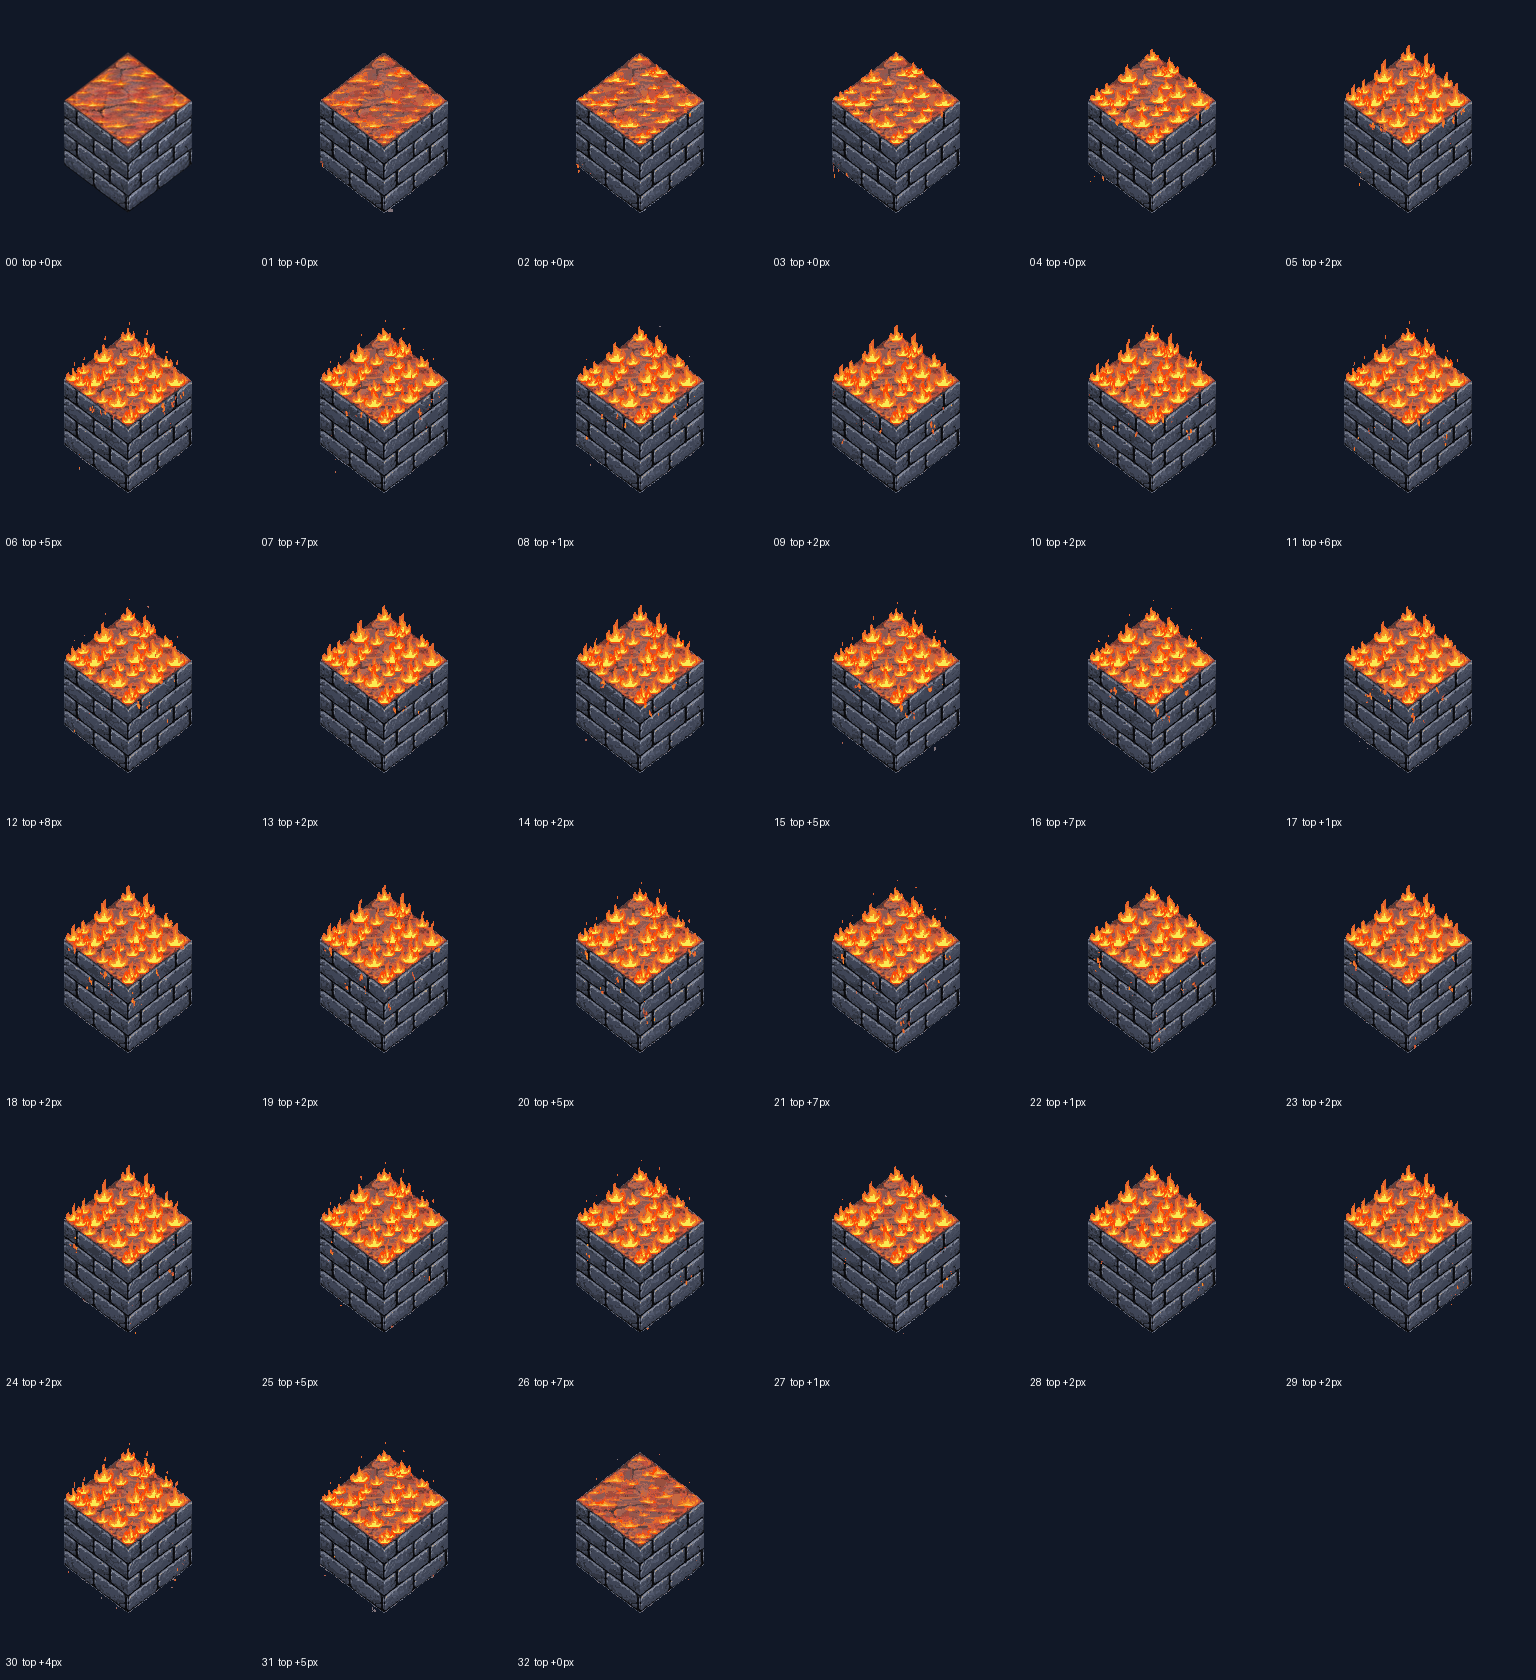 00 top +0px
01 top +0px
02 top +0px
03 top +0px
04 top +0px
05 top +2px
06 top +5px
07 top +7px
08 top +1px
09 top +2px
10 top +2px
11 top +6px
12 top +8px
13 top +2px
14 top +2px
15 top +5px
16 top +7px
17 top +1px
18 top +2px
19 top +2px
20 top +5px
21 top +7px
22 top +1px
23 top +2px
24 top +2px
25 top +5px
26 top +7px
27 top +1px
28 top +2px
29 top +2px
30 top +4px
31 top +5px
32 top +0px